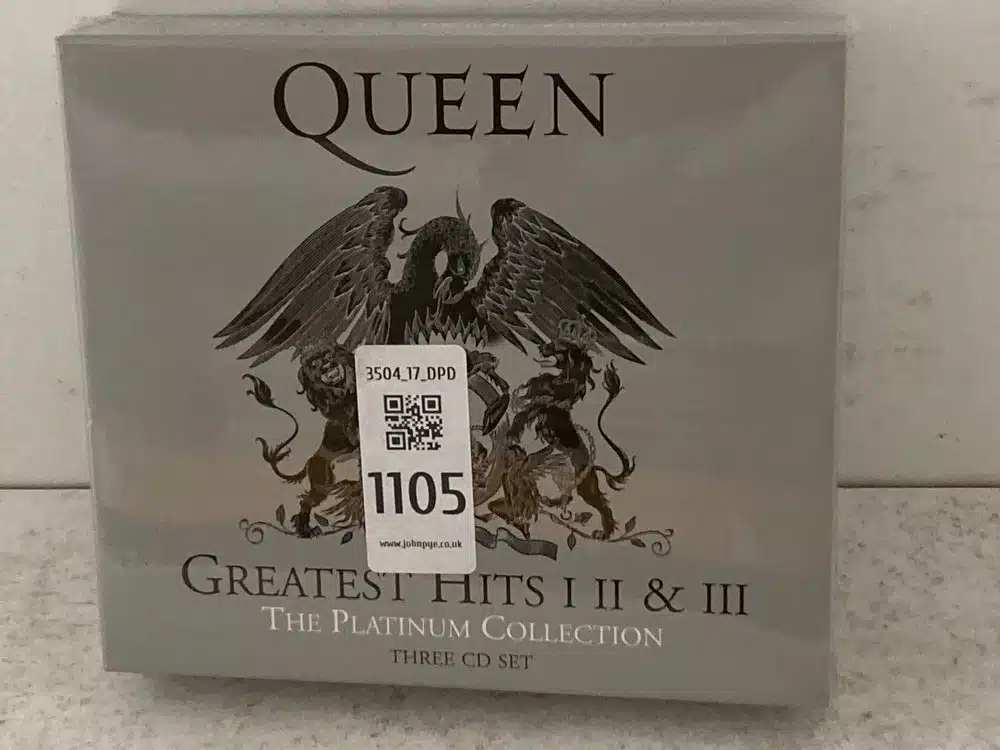 QUEEN
3504_17_DPD
1105
www.johnpye.co.uk
GREATEST HITS I II & III
THE PLATINUM COLLECTION
THREE CD SET